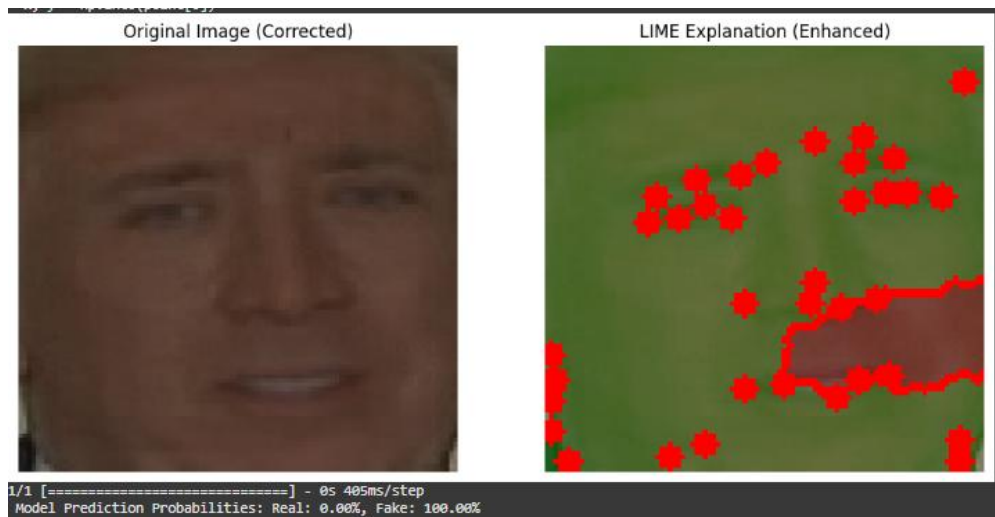 Original Image (Corrected) LIME Explanation (Enhanced)
1/1 [==============================] - 0s 405ms/step
Model Prediction Probabilities: Real: 0.00%, Fake: 100.00%